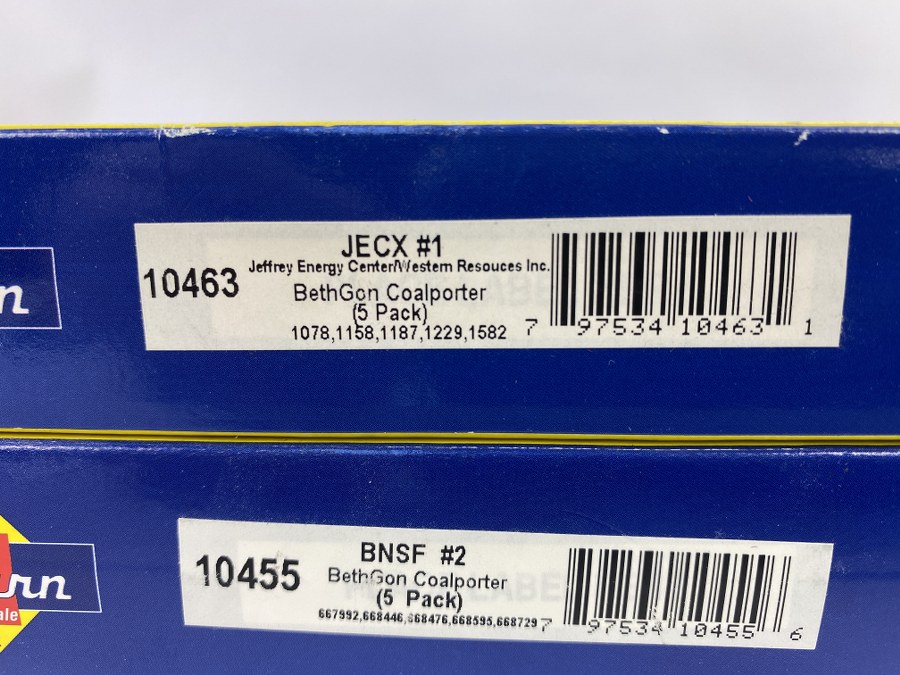 JECX #1
Jeffrey Energy Center/Western Resouces Inc.
10463
BethGon Coalporter
(5 Pack)
1078,1158,1187,1229,1582
7 97534 10463 1
BNSF #2
10455
BethGon Coalporter
(5 Pack)
667992,668446,668476,668595,668729
7 97534 10455 6